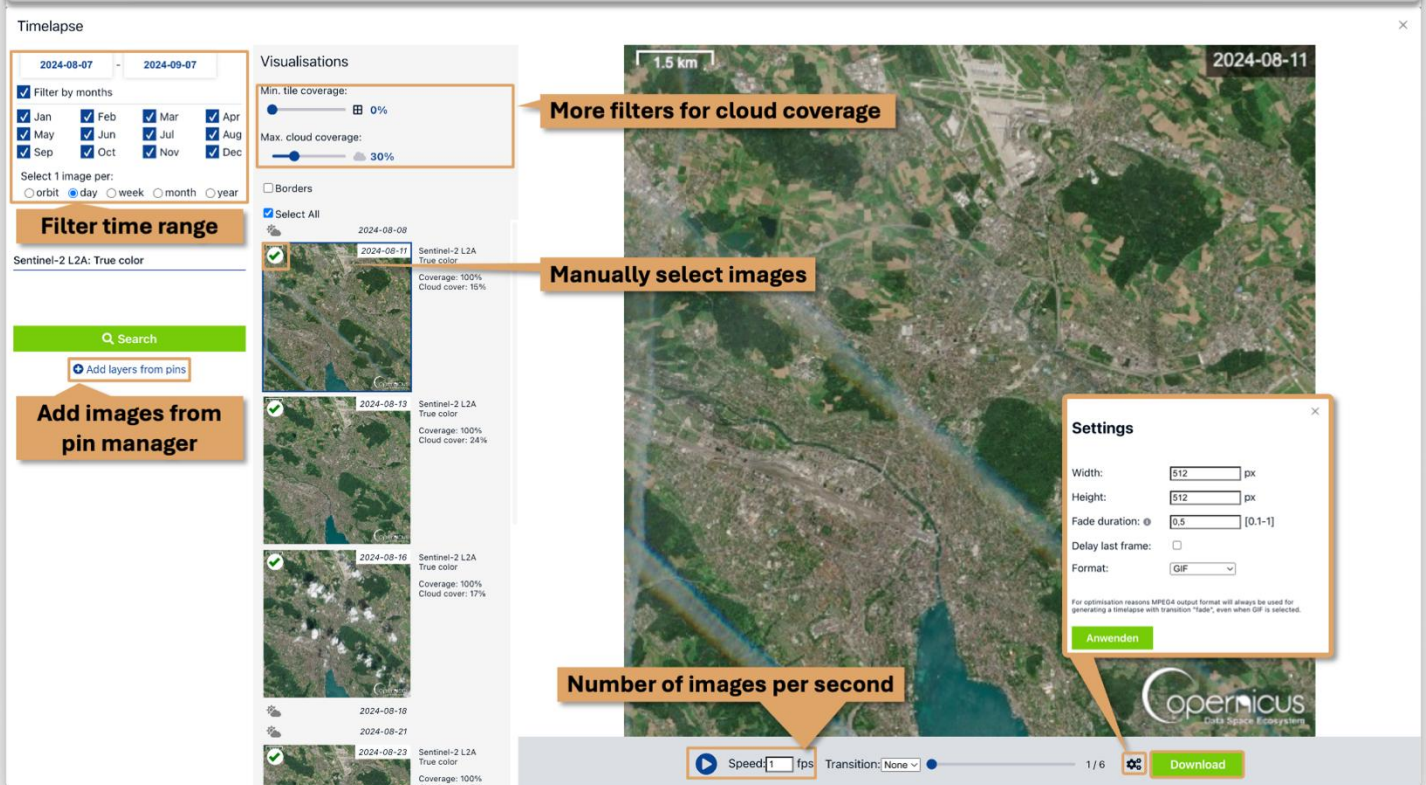 Timelapse
2024-08-07 - 2024-09-07
Filter by months
Jan Feb Mar Apr
May Jun Jul Aug
Sep Oct Nov Dec
Select 1 image per:
orbit day week month year
Filter time range
Sentinel-2 L2A: True color
Search
Add layers from pins
Add images from
pin manager
Visualisations
Min. tile coverage:
0%
Max. cloud coverage:
30%
More filters for cloud coverage
Borders
Select All
2024-08-08
2024-08-11
Sentinel-2 L2A
True color
Coverage: 100%
Cloud cover: 15%
Manually select images
2024-08-13
Sentinel-2 L2A
True color
Coverage: 100%
Cloud cover: 24%
2024-08-16
Sentinel-2 L2A
True color
Coverage: 100%
Cloud cover: 17%
2024-08-18
2024-08-21
2024-08-23
Sentinel-2 L2A
True color
Coverage: 100%
1.5 km
2024-08-11
Settings
Width: 512 px
Height: 512 px
Fade duration: 0,5 [0.1-1]
Delay last frame:
Format: GIF
For optimisation reasons MPEG4 output format will always be used for
generating a timelapse with transition "fade", even when GIF is selected.
Anwenden
Copernicus
Data Space Ecosystem
Number of images per second
Speed: 1 fps Transition: None 1 / 6 Download